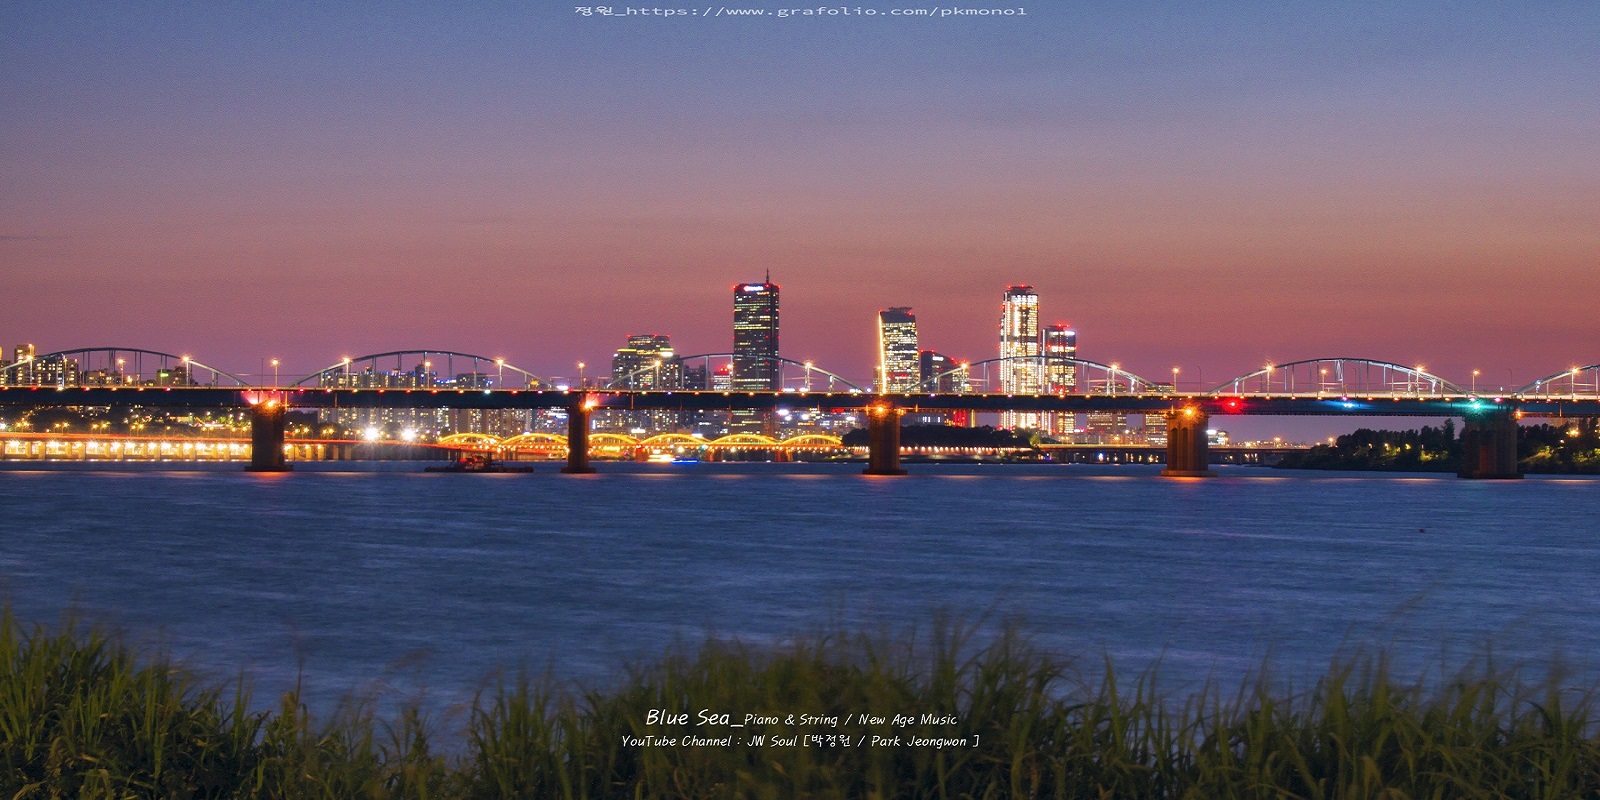 정원_https://www.grafolio.com/pkmono1
Blue Sea_Piano & String / New Age Music
YouTube Channel : JW Soul [박정원 / Park Jeongwon ]